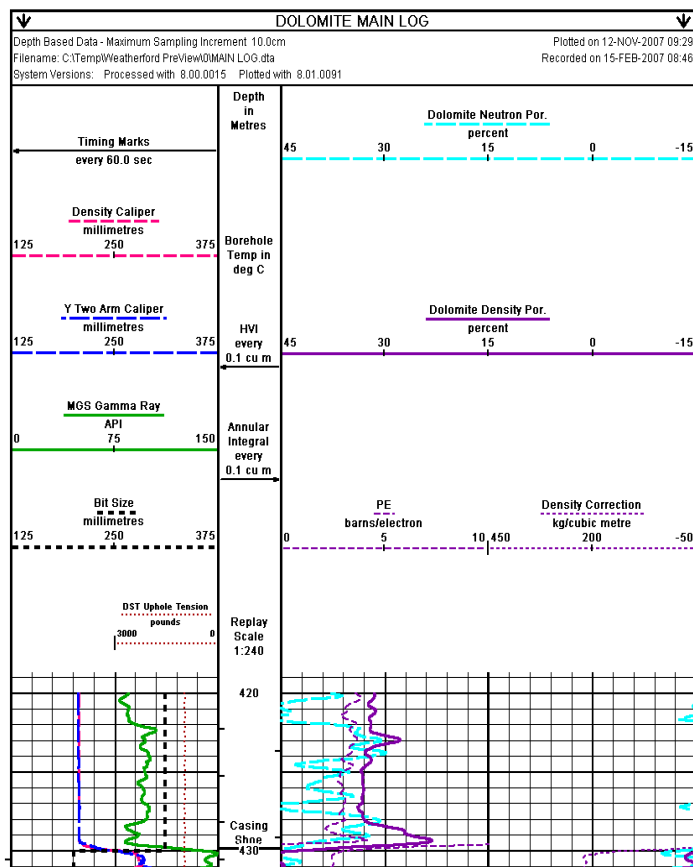 DOLOMITE MAIN LOG
Depth Based Data - Maximum Sampling Increment 10.0cm
Plotted on 12-NOV-2007 09:29
Filename: C:\Temp\Weatherford PreView\0\MAIN LOG.dta
Recorded on 15-FEB-2007 08:46
System Versions: Processed with 8.00.0015 Plotted with 8.01.0091
Timing Marks
every 60.0 sec
Density Caliper
millimetres
125 250 375
Y Two Arm Caliper
millimetres
125 250 375
MGS Gamma Ray
API
0 75 150
Bit Size
millimetres
125 250 375
DST Uphole Tension
pounds
3000 0
Depth
in
Metres
Borehole
Temp in
deg C
HVI
every
0.1 cu m
Annular
Integral
every
0.1 cu m
Replay
Scale
1:240
420
Casing
Shoe
430
Dolomite Neutron Por.
percent
45 30 15 0 -15
Dolomite Density Por.
percent
45 30 15 0 -15
PE
barns/electron
0 5 10
Density Correction
kg/cubic metre
450 200 -50